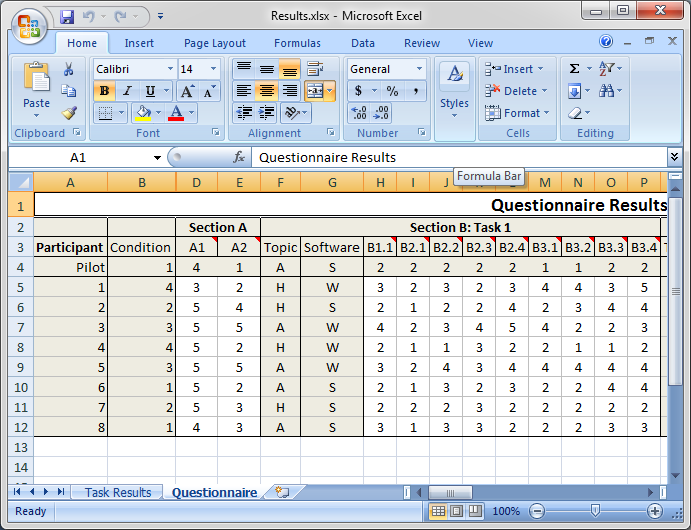 Results.xlsx - Microsoft Excel
Home Insert Page Layout Formulas Data Review View
Calibri 14 General Insert Σ
Paste B I U A A $ % , Styles Delete
A Format
Clipboard Font Alignment Number Cells Editing
A1 fx Questionnaire Results
Formula Bar
A B D E F G H I J K L M N O P
1 Questionnaire Results
2 Section A Section B: Task 1
3 Participant Condition A1 A2 Topic Software B1.1 B2.1 B2.2 B2.3 B2.4 B3.1 B3.2 B3.3 B3.4
4 Pilot 1 4 1 A S 2 2 2 2 2 1 1 2 2
5 1 4 3 2 H W 3 2 3 2 3 4 4 3 5
6 2 2 5 4 H S 2 1 2 2 4 2 3 4 4
7 3 3 5 5 A W 4 2 3 4 5 4 2 2 3
8 4 4 5 2 H W 2 1 1 3 2 2 1 1 2
9 5 3 5 5 A W 3 2 4 3 4 4 4 4 4
10 6 1 5 2 A S 2 1 3 2 3 2 2 4 4
11 7 2 5 3 H S 2 2 2 3 2 2 2 2 2
12 8 1 4 3 A S 3 1 3 3 2 2 2 3 3
13
14
Task Results Questionnaire
Ready 100%